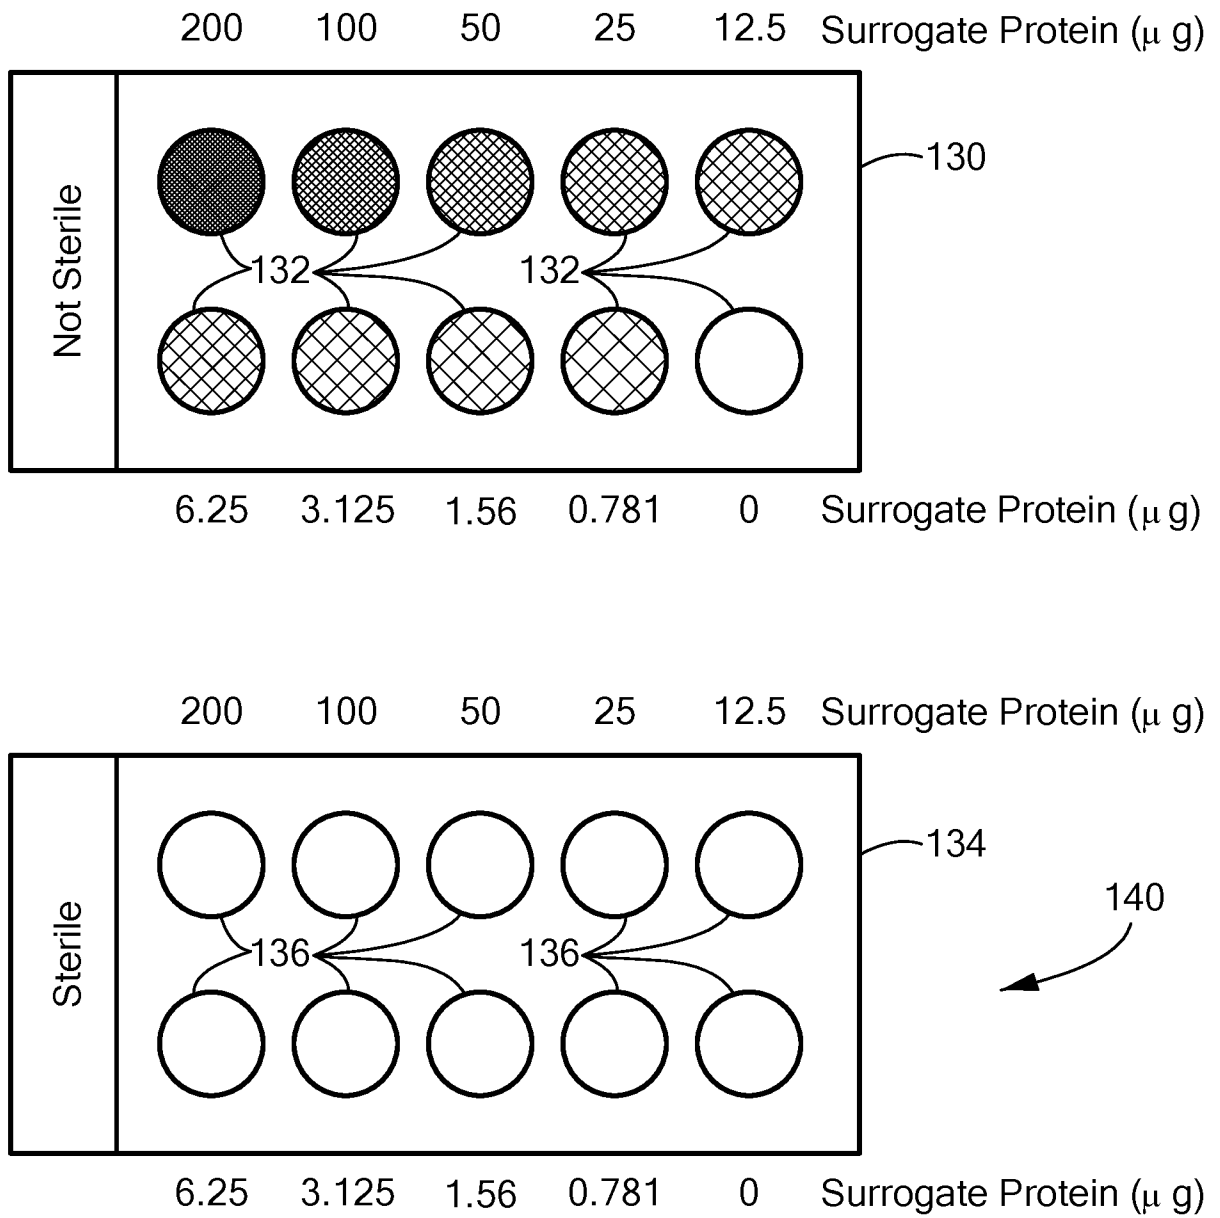 200 100 50 25 12.5 Surrogate Protein (μ g)
Not Sterile
130
132 132
6.25 3.125 1.56 0.781 0 Surrogate Protein (μ g)
200 100 50 25 12.5 Surrogate Protein (μ g)
Sterile
134
140
136 136
6.25 3.125 1.56 0.781 0 Surrogate Protein (μ g)